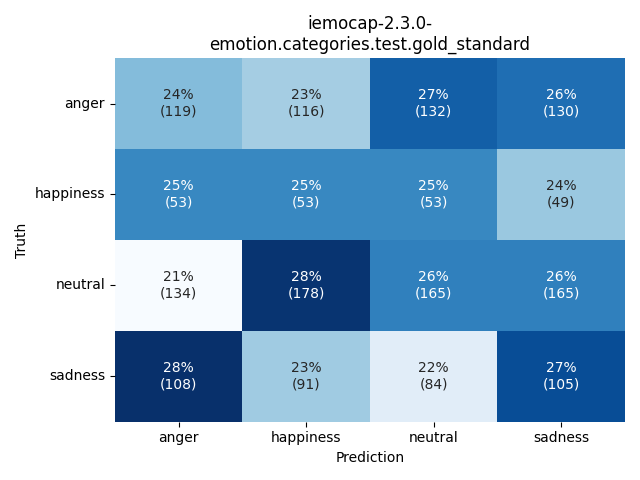 iemocap-2.3.0-
emotion.categories.test.gold_standard
Truth
anger
24%
(119)
23%
(116)
27%
(132)
26%
(130)
happiness
25%
(53)
25%
(53)
25%
(53)
24%
(49)
neutral
21%
(134)
28%
(178)
26%
(165)
26%
(165)
sadness
28%
(108)
23%
(91)
22%
(84)
27%
(105)
anger
happiness
neutral
sadness
Prediction